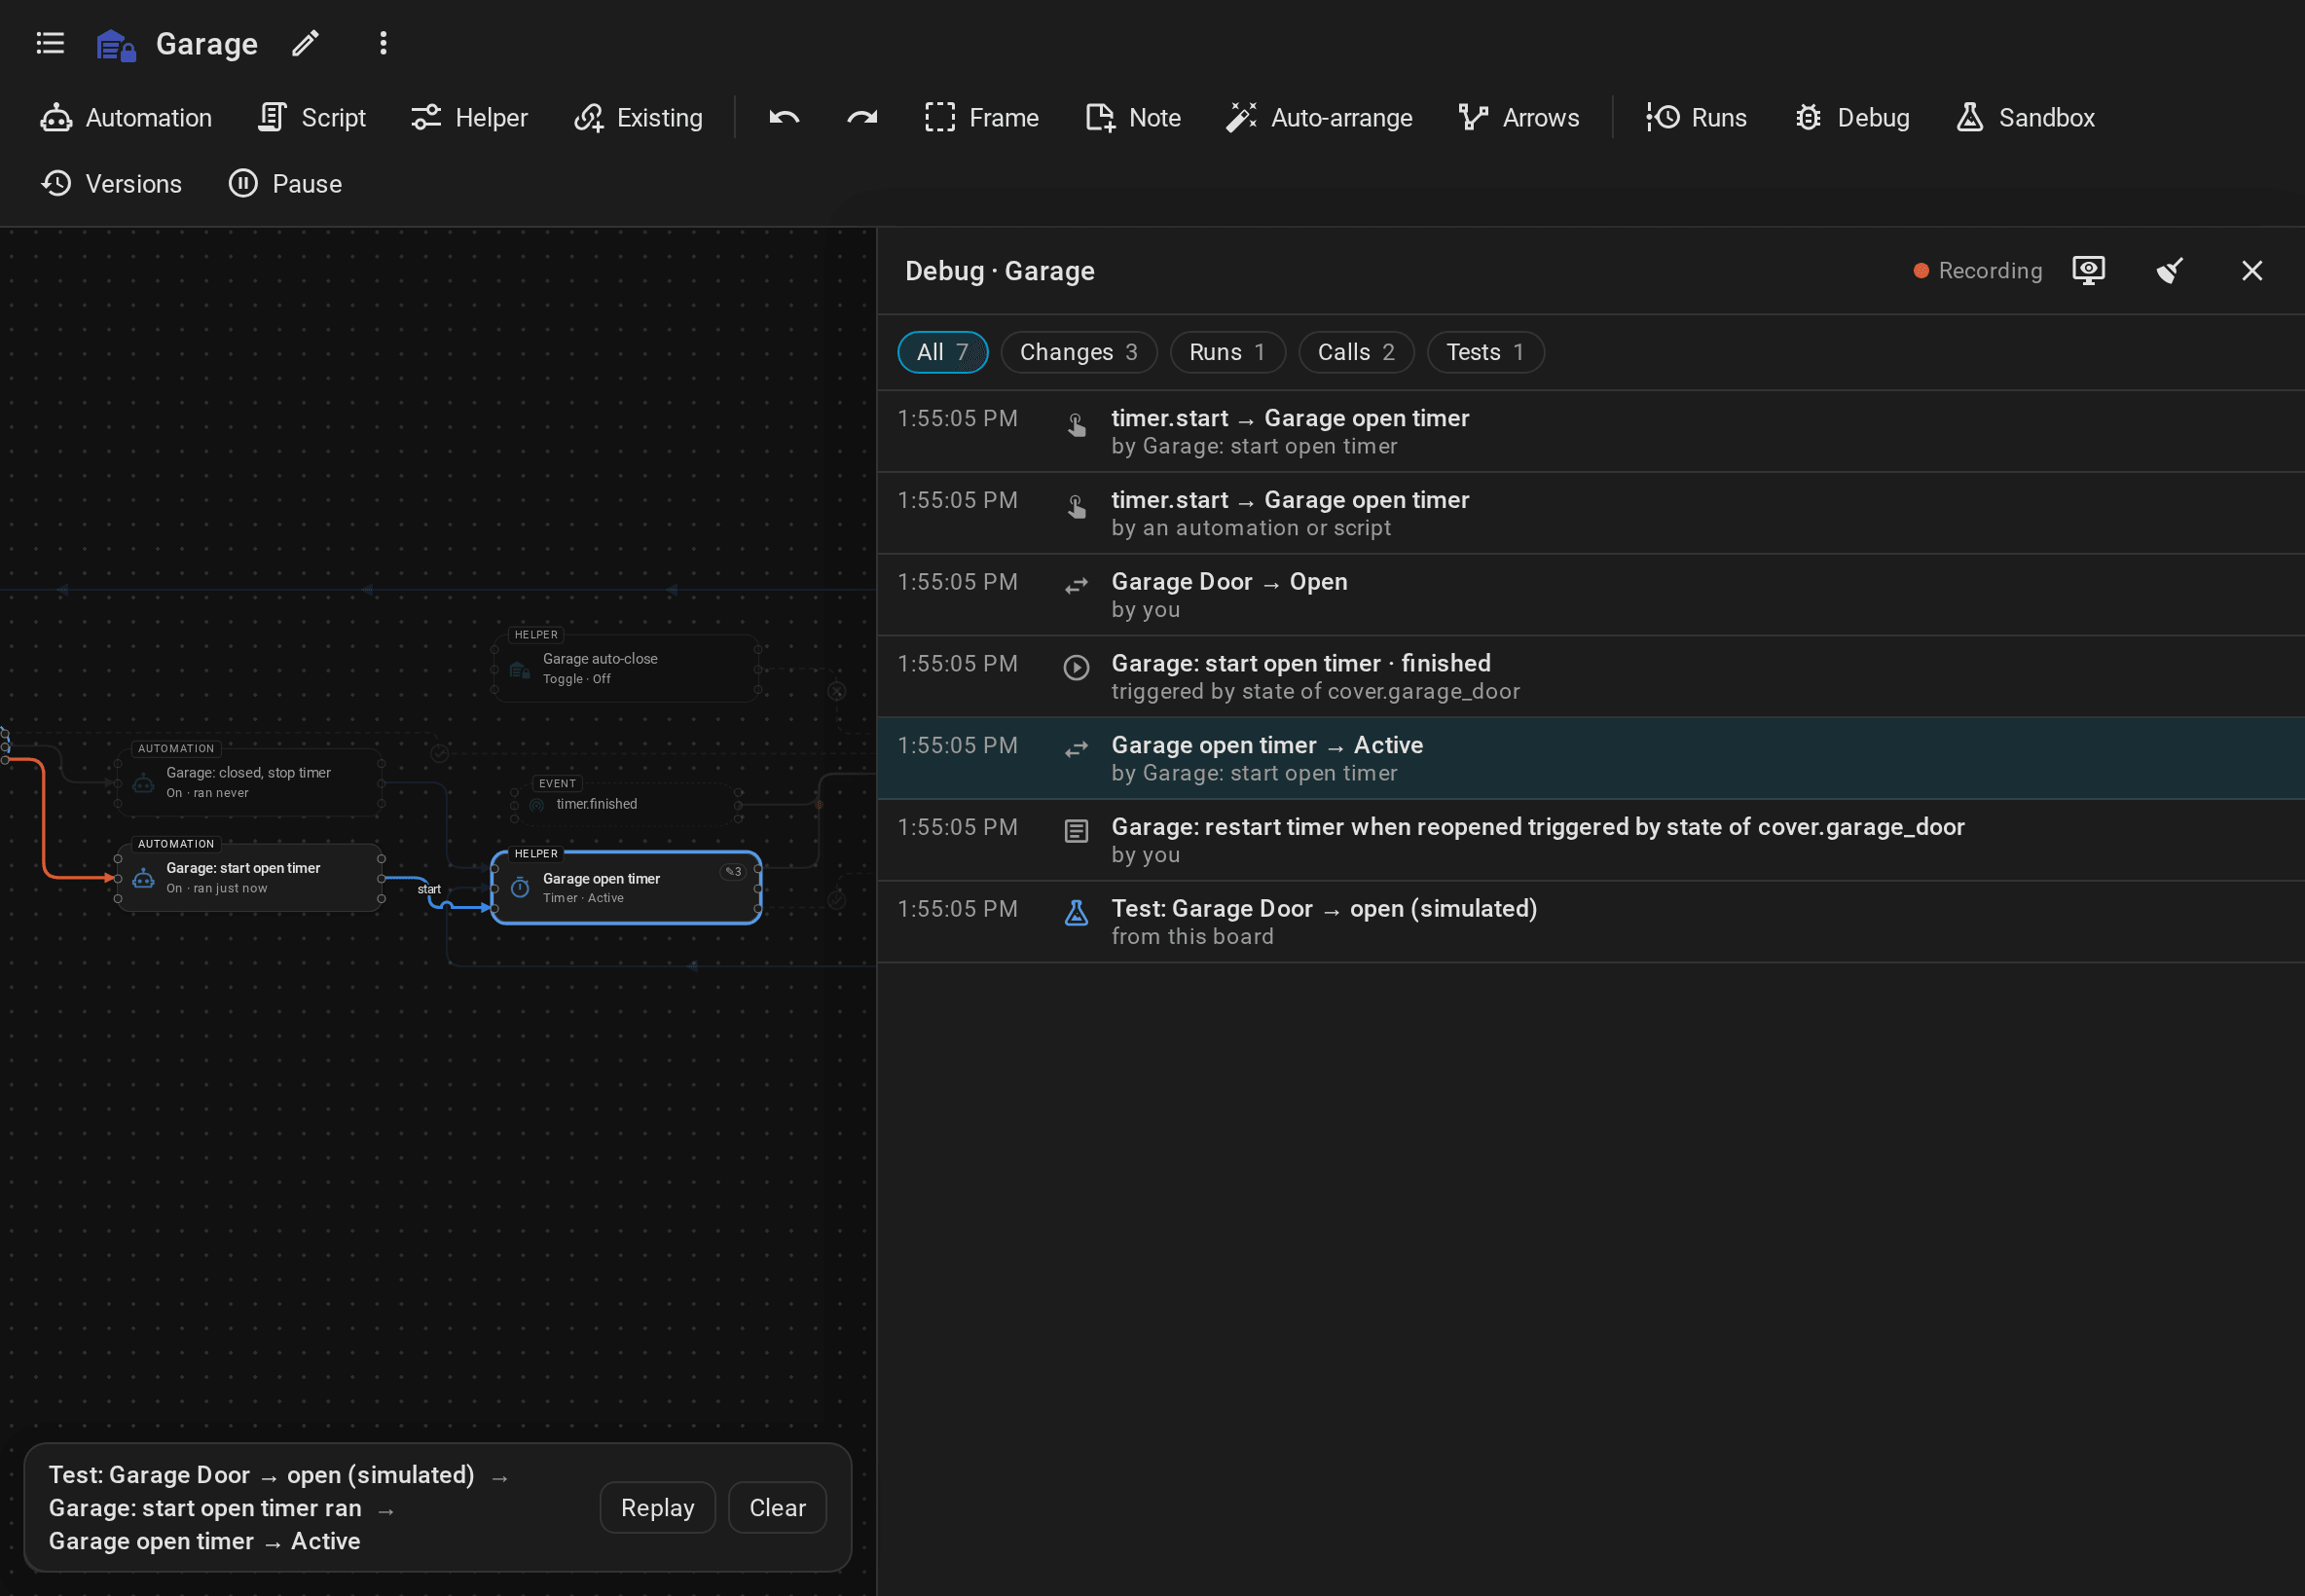 Garage
Automation Script Helper Existing Frame Note Auto-arrange Arrows Runs Debug Sandbox
Versions Pause
HELPER
Garage auto-close
Toggle · Off
AUTOMATION
Garage: closed, stop timer
On · ran never
EVENT
timer.finished
AUTOMATION
Garage: start open timer
On · ran just now
start
HELPER
Garage open timer
Timer · Active
✎3
Test: Garage Door → open (simulated) →
Garage: start open timer ran →
Garage open timer → Active
Replay Clear
Debug · Garage
Recording
All 7 Changes 3 Runs 1 Calls 2 Tests 1
1:55:05 PM timer.start → Garage open timer
by Garage: start open timer
1:55:05 PM timer.start → Garage open timer
by an automation or script
1:55:05 PM Garage Door → Open
by you
1:55:05 PM Garage: start open timer · finished
triggered by state of cover.garage_door
1:55:05 PM Garage open timer → Active
by Garage: start open timer
1:55:05 PM Garage: restart timer when reopened triggered by state of cover.garage_door
by you
1:55:05 PM Test: Garage Door → open (simulated)
from this board